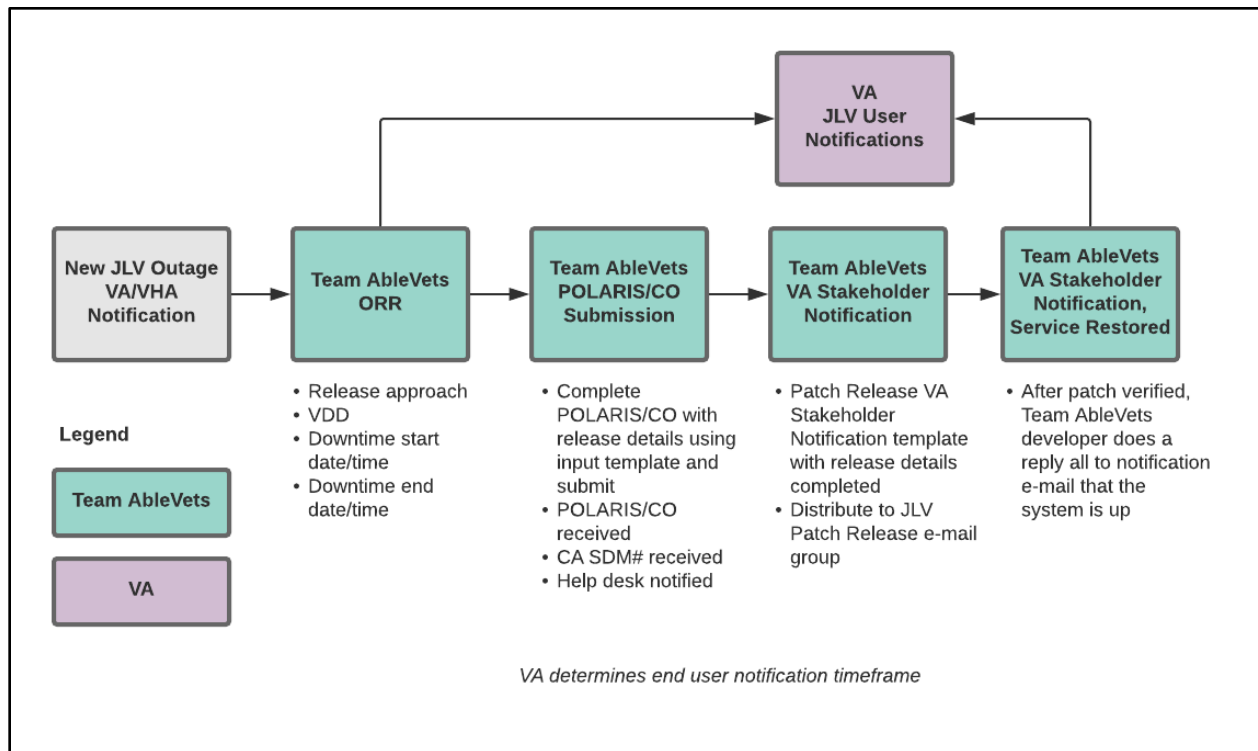 VA
JLV User
Notifications
New JLV Outage
VA/VHA
Notification
Team AbleVets
ORR
Team AbleVets
POLARIS/CO
Submission
Team AbleVets
VA Stakeholder
Notification
Team AbleVets
VA Stakeholder
Notification,
Service Restored
• Release approach
• VDD
• Downtime start
date/time
• Downtime end
date/time
• Complete
POLARIS/CO with
release details using
input template and
submit
• POLARIS/CO
received
• CA SDM# received
• Help desk notified
• Patch Release VA
Stakeholder
Notification template
with release details
completed
• Distribute to JLV
Patch Release e-mail
group
• After patch verified,
Team AbleVets
developer does a
reply all to notification
e-mail that the
system is up
Legend
Team AbleVets
VA
VA determines end user notification timeframe